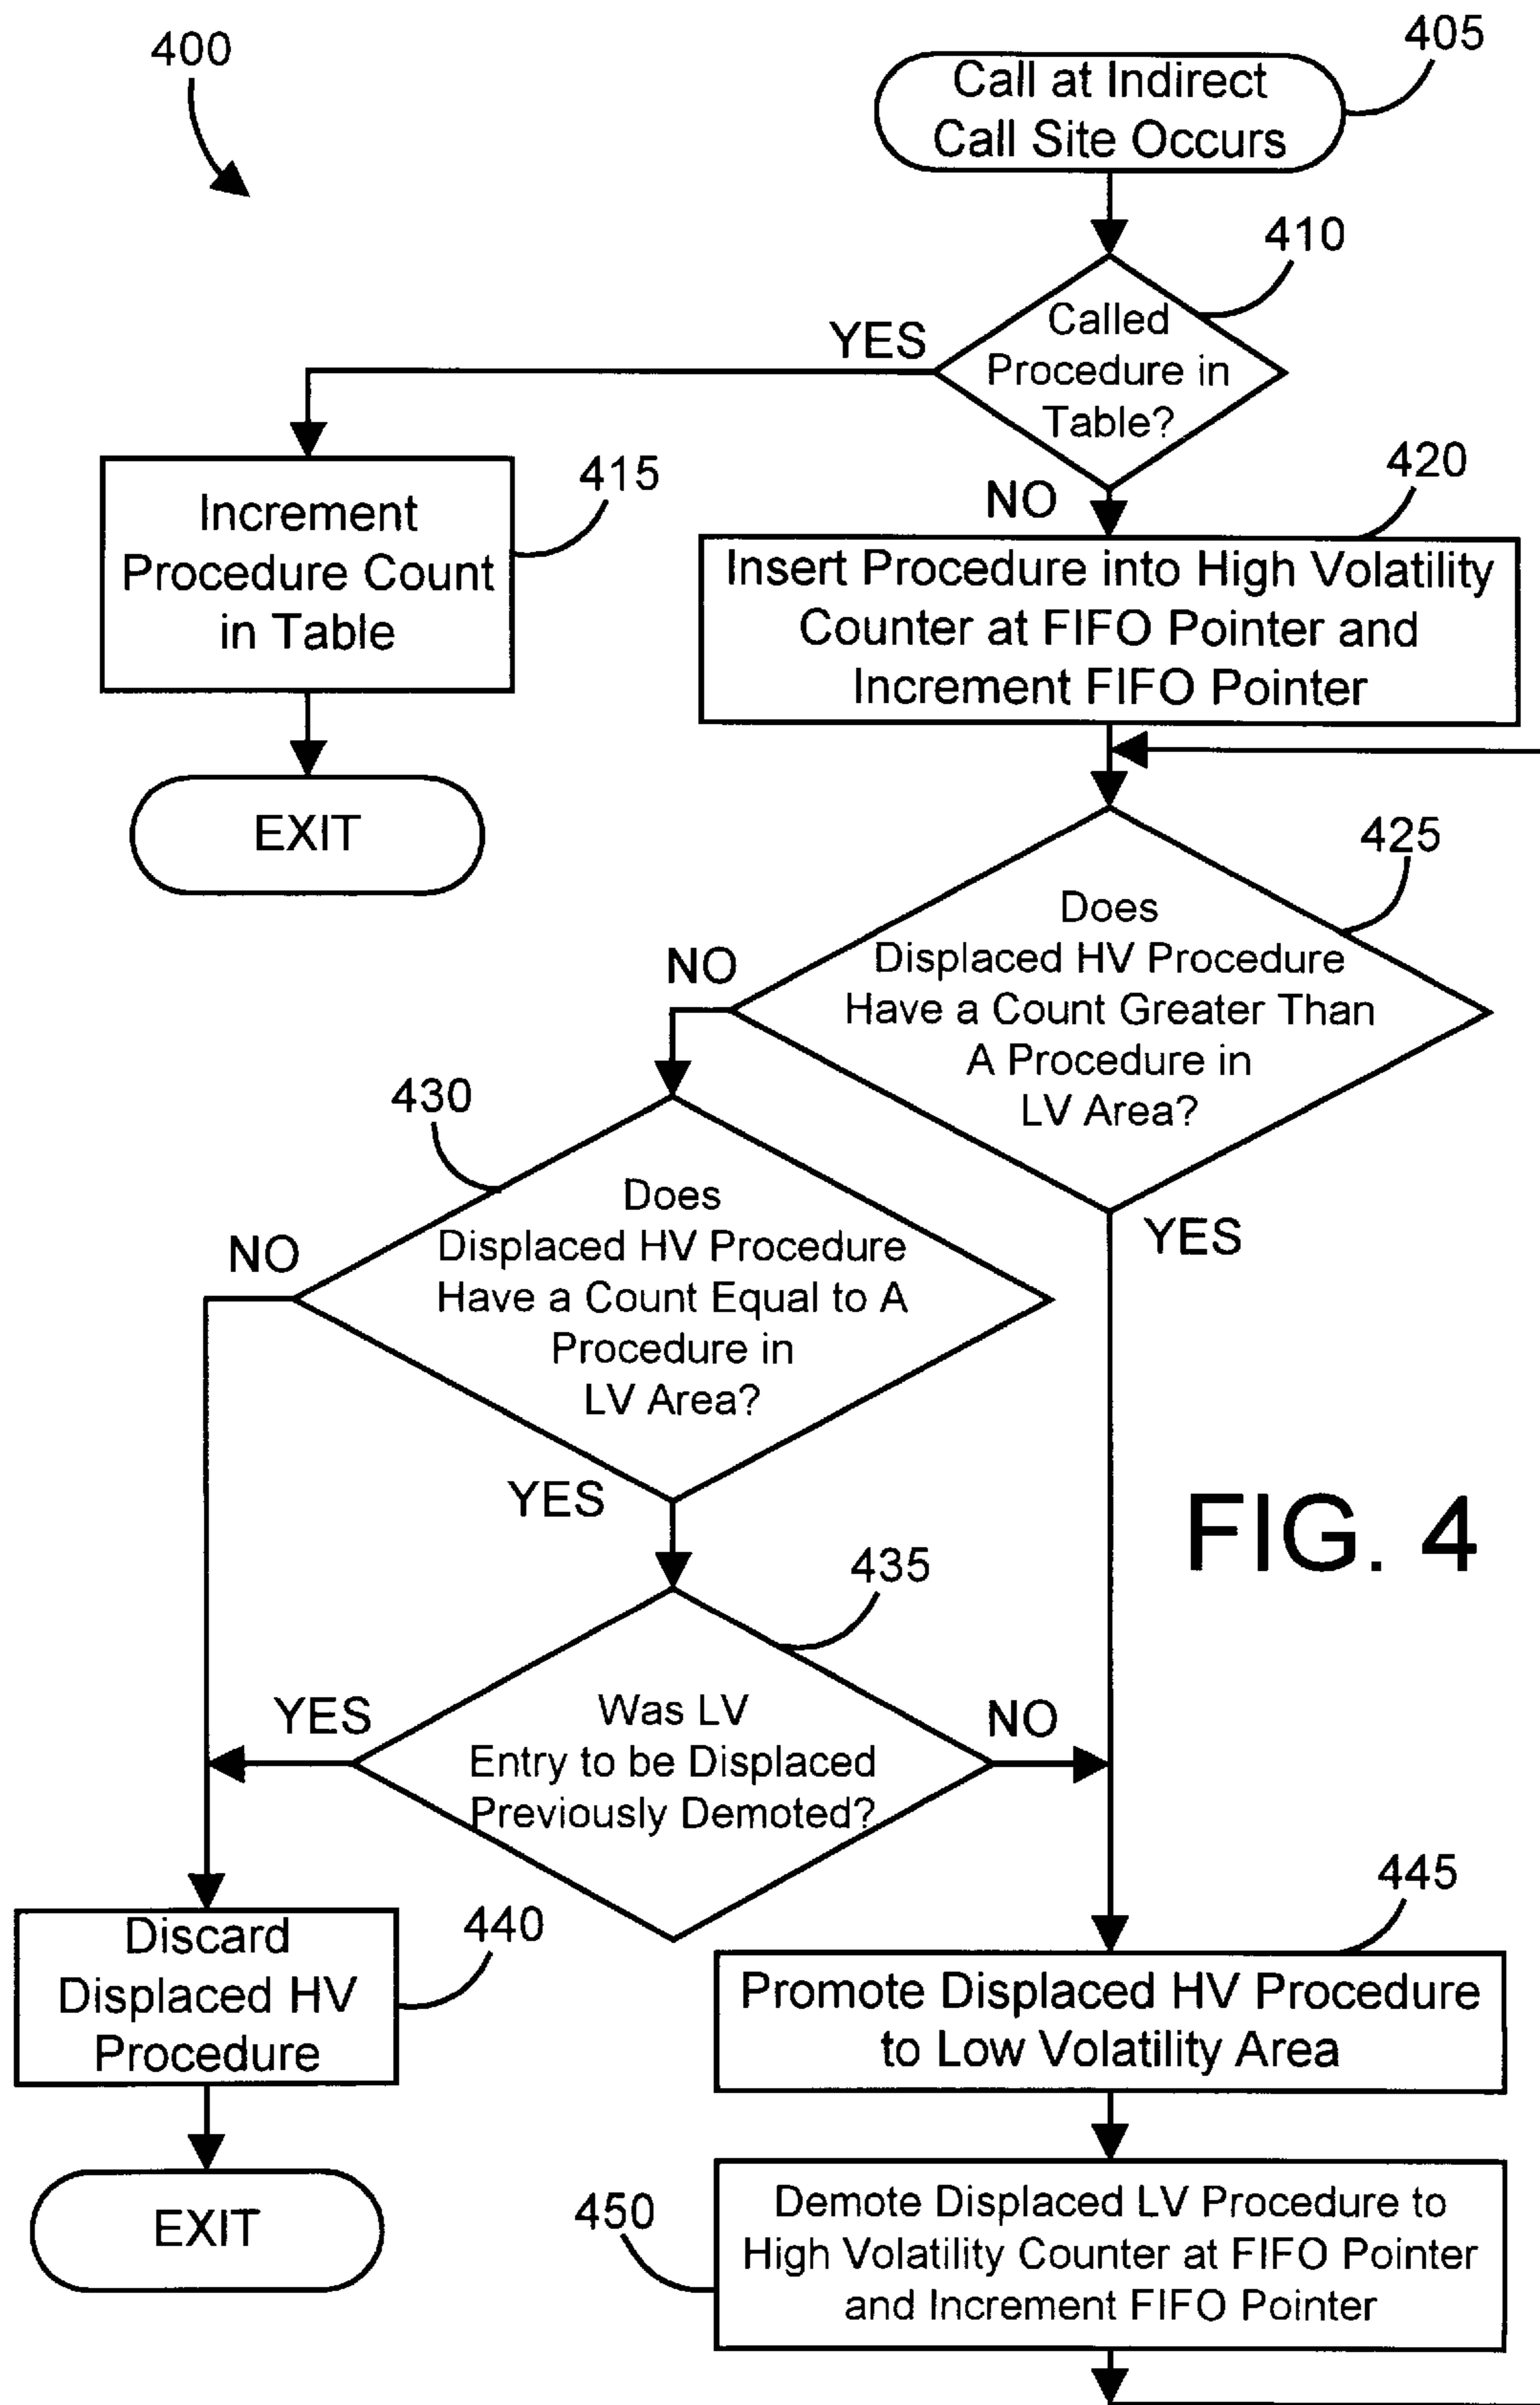 400
405
Call at Indirect
Call Site Occurs
410
Called
Procedure in
Table?
YES
NO
415
Increment
Procedure Count
in Table
EXIT
420
Insert Procedure into High Volatility
Counter at FIFO Pointer and
Increment FIFO Pointer
425
Does
Displaced HV Procedure
Have a Count Greater Than
A Procedure in
LV Area?
NO
YES
430
Does
Displaced HV Procedure
Have a Count Equal to A
Procedure in
LV Area?
NO
YES
FIG. 4
435
Was LV
Entry to be Displaced
Previously Demoted?
YES
NO
440
Discard
Displaced HV
Procedure
EXIT
445
Promote Displaced HV Procedure
to Low Volatility Area
450
Demote Displaced LV Procedure to
High Volatility Counter at FIFO Pointer
and Increment FIFO Pointer